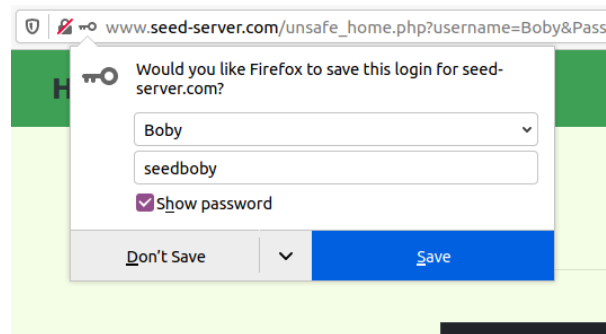 www.seed-server.com/unsafe_home.php?username=Boby&Pass
H
Would you like Firefox to save this login for seed-
server.com?
Boby
seedboby
Show password
Don't Save
Save